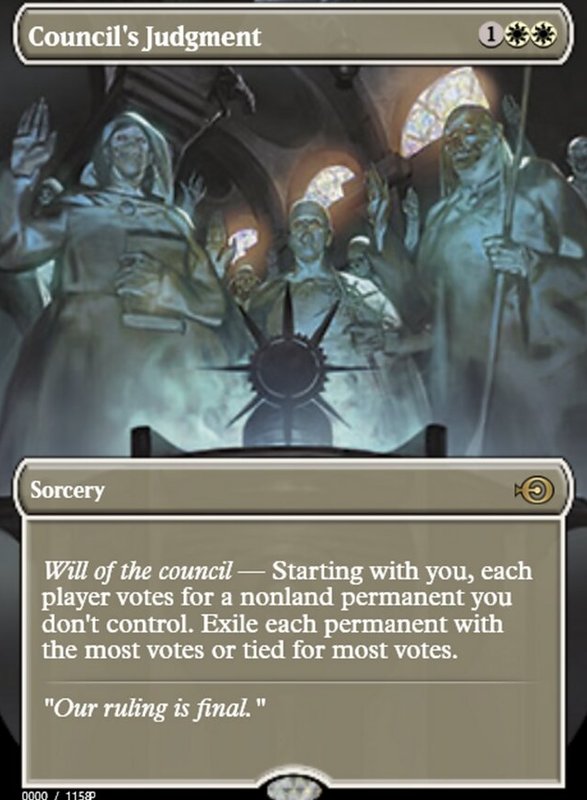 Council's Judgment 1
Sorcery
Will of the council — Starting with you, each
player votes for a nonland permanent you
don't control. Exile each permanent with
the most votes or tied for most votes.
"Our ruling is final."
0000 / 1158P